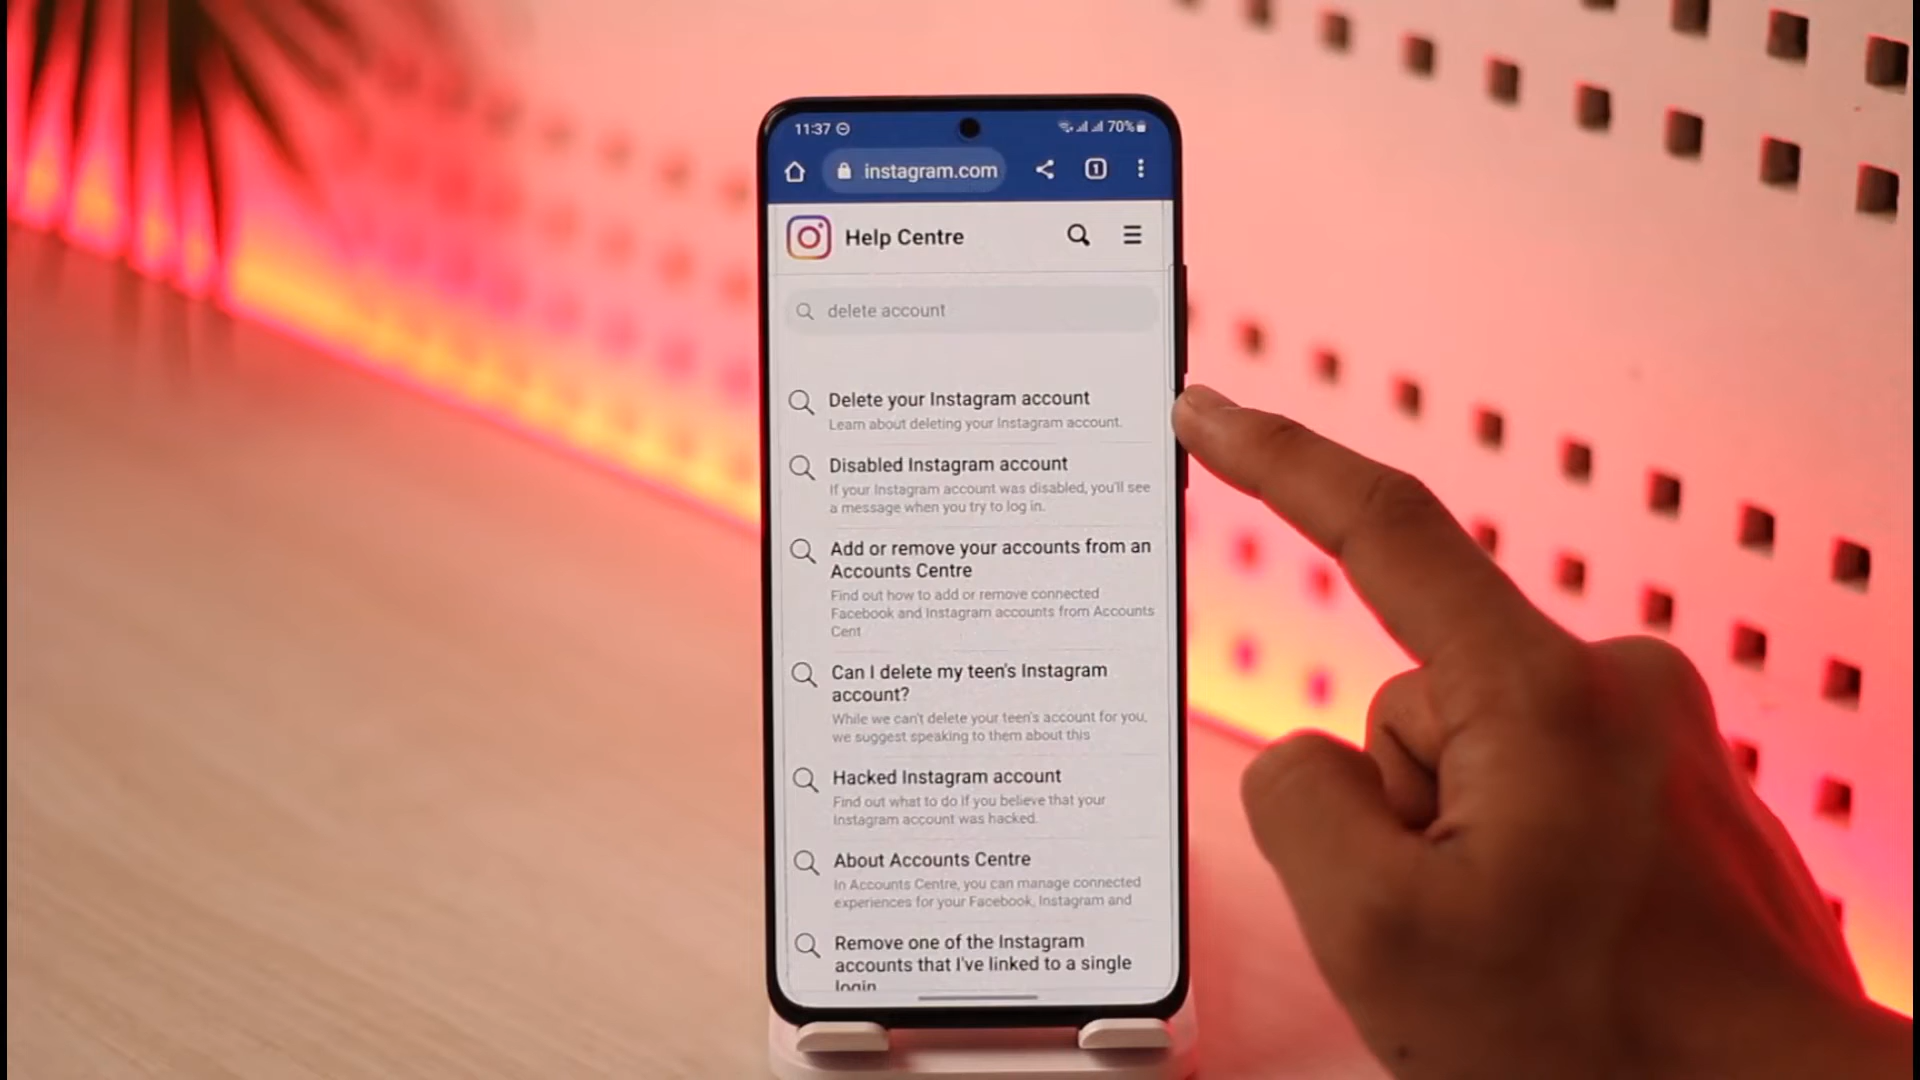 11:37
70%
instagram.com
1
Help Centre
delete account
Delete your Instagram account
Learn about deleting your Instagram account.
Disabled Instagram account
If your Instagram account was disabled, you'll see
a message when you try to log in.
Add or remove your accounts from an
Accounts Centre
Find out how to add or remove connected
Facebook and Instagram accounts from Accounts
Cent
Can I delete my teen's Instagram
account?
While we can't delete your teen's account for you,
we suggest speaking to them about this
Hacked Instagram account
Find out what to do if you believe that your
Instagram account was hacked.
About Accounts Centre
In Accounts Centre, you can manage connected
experiences for your Facebook, Instagram and
Remove one of the Instagram
accounts that I've linked to a single
login